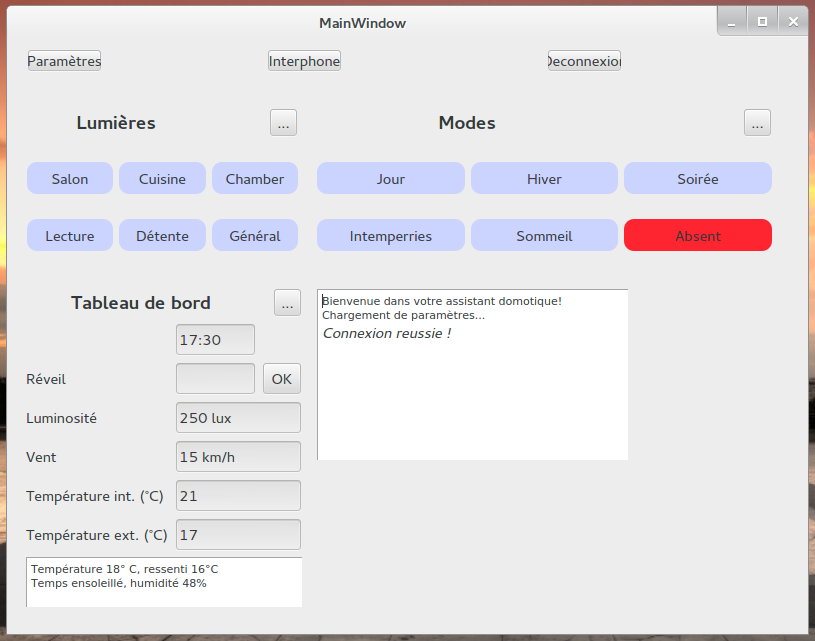 MainWindow
Paramètres Interphone Deconnexion
Lumières ... Modes ...
Salon Cuisine Chamber Jour Hiver Soirée
Lecture Détente Général Intemperries Sommeil Absent
Tableau de bord ...
17:30
Réveil OK
Luminosité 250 lux
Vent 15 km/h
Température int. (°C) 21
Température ext. (°C) 17
Température 18° C, ressenti 16°C
Temps ensoleillé, humidité 48%
Bienvenue dans votre assistant domotique!
Chargement de paramètres...
Connexion reussie !